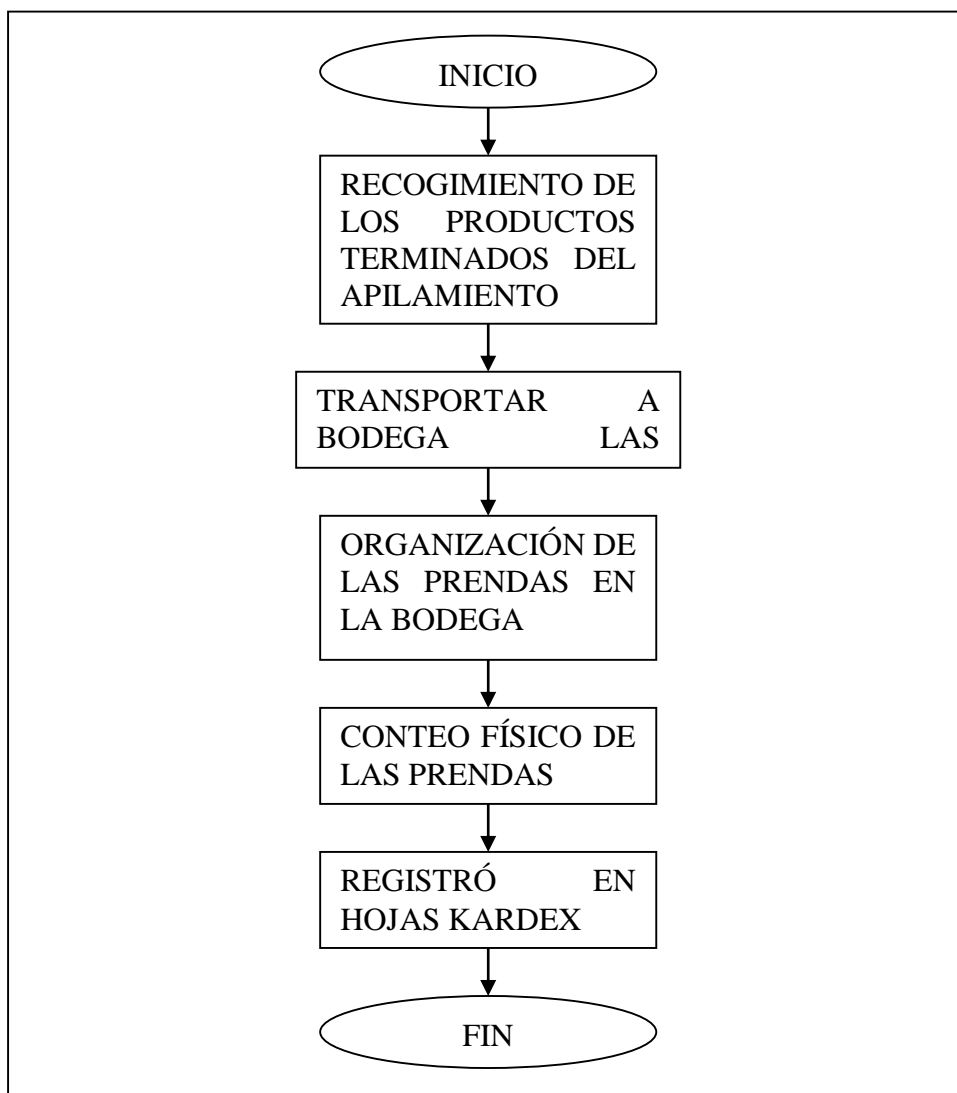 INICIO
RECOGIMIENTO DE
LOS PRODUCTOS
TERMINADOS DEL
APILAMIENTO
TRANSPORTAR A
BODEGA LAS
ORGANIZACIÓN DE
LAS PRENDAS EN
LA BODEGA
CONTEO FÍSICO DE
LAS PRENDAS
REGISTRÓ EN
HOJAS KARDEX
FIN